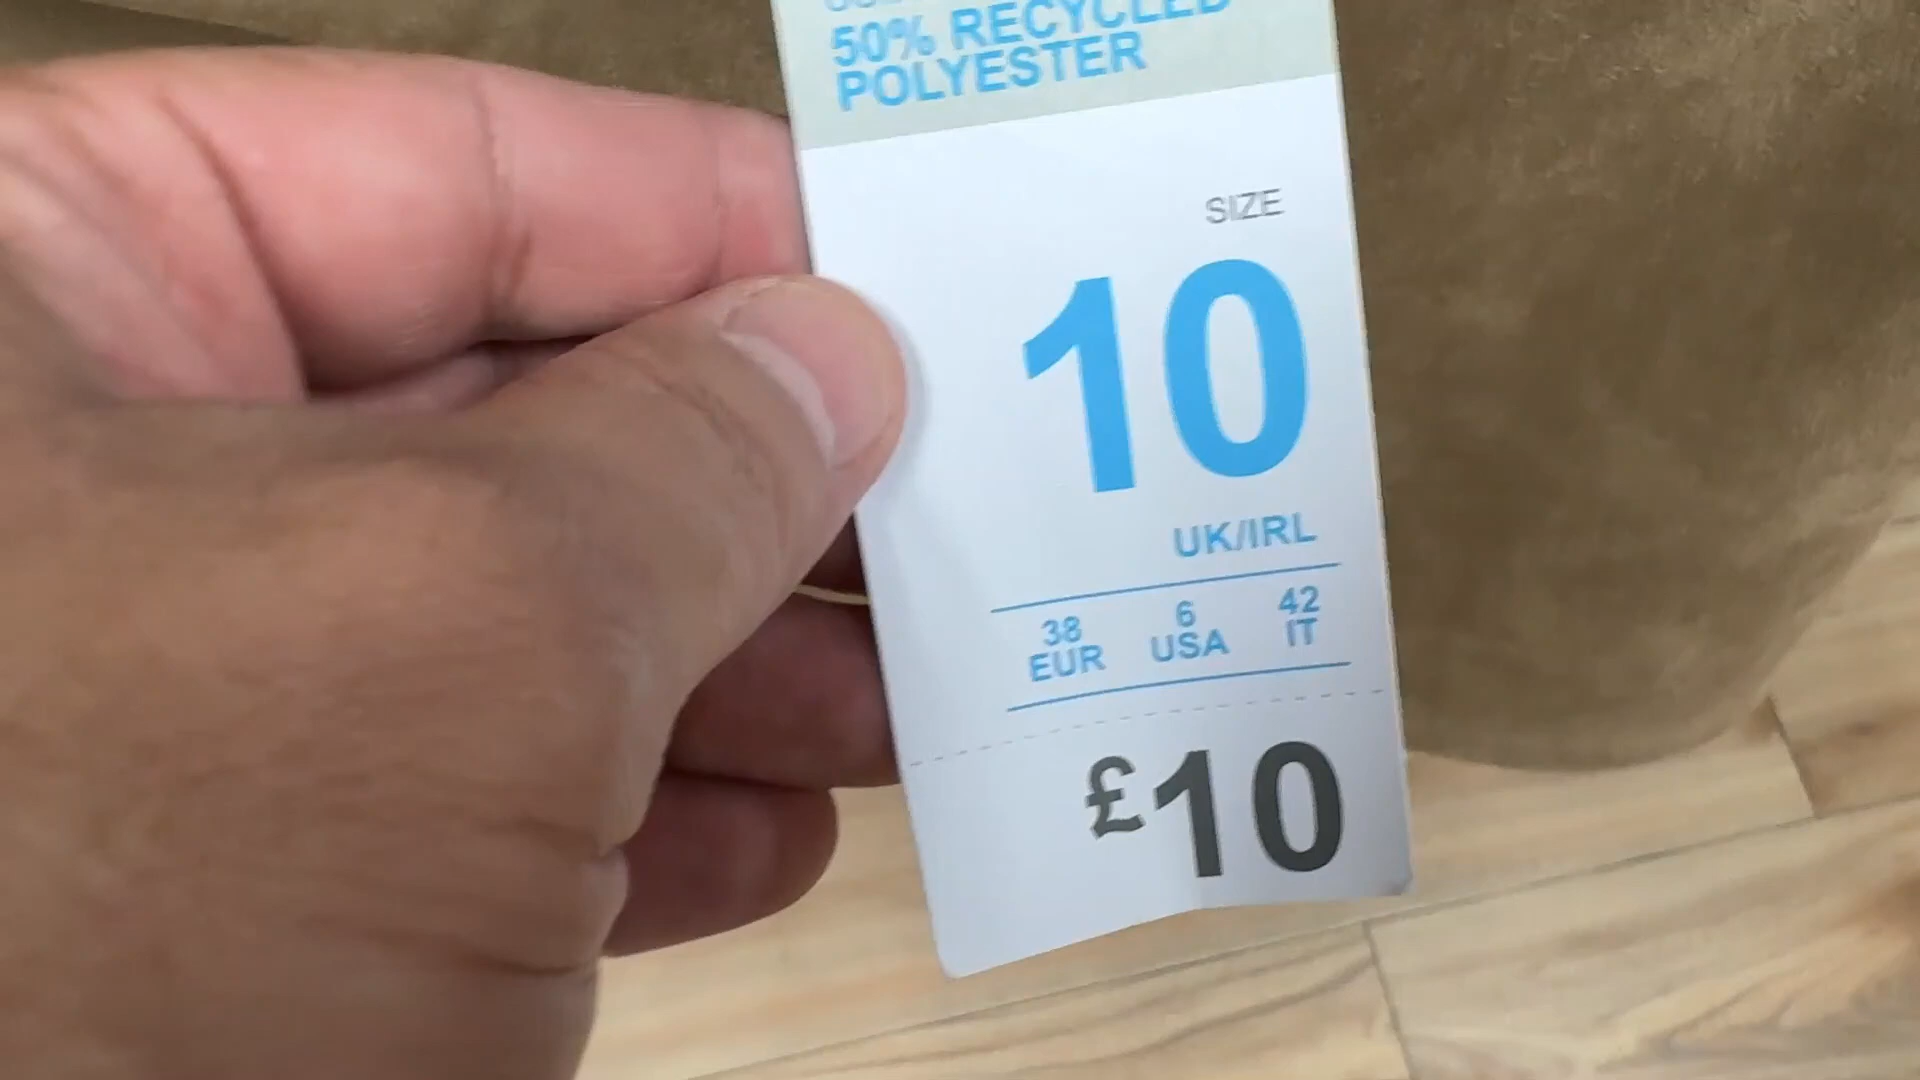 50% RECYCLED
POLYESTER
SIZE
10
UK/IRL
38 6 42
EUR USA IT
£10